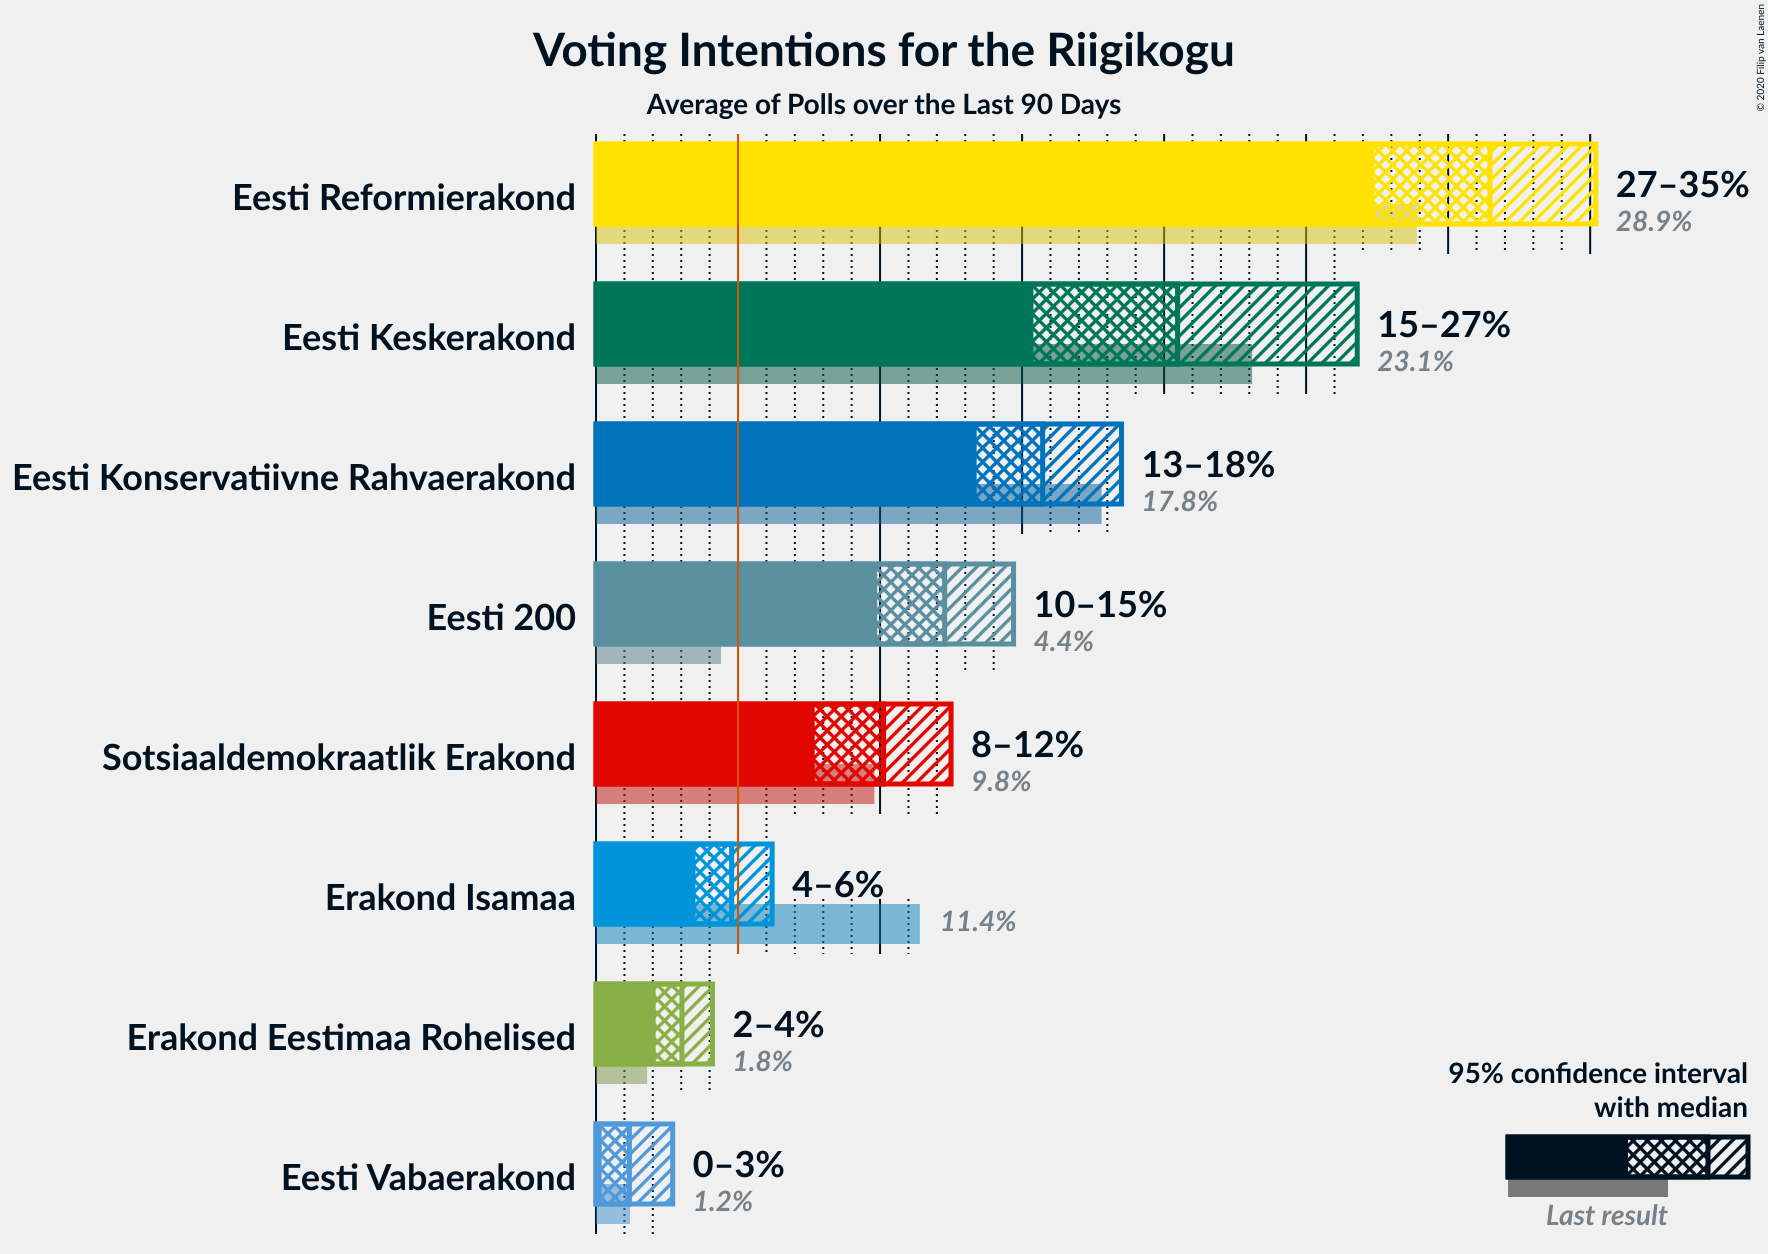 Voting Intentions for the Riigikogu
Average of Polls over the Last 90 Days
© 2020 Filip van Laenen
Eesti Reformierakond
27–35%
28.9%
Eesti Keskerakond
15–27%
23.1%
Eesti Konservatiivne Rahvaerakond
13–18%
17.8%
Eesti 200
10–15%
4.4%
Sotsiaaldemokraatlik Erakond
8–12%
9.8%
Erakond Isamaa
4–6%
11.4%
Erakond Eestimaa Rohelised
2–4%
1.8%
Eesti Vabaerakond
0–3%
1.2%
95% confidence interval
with median
Last result